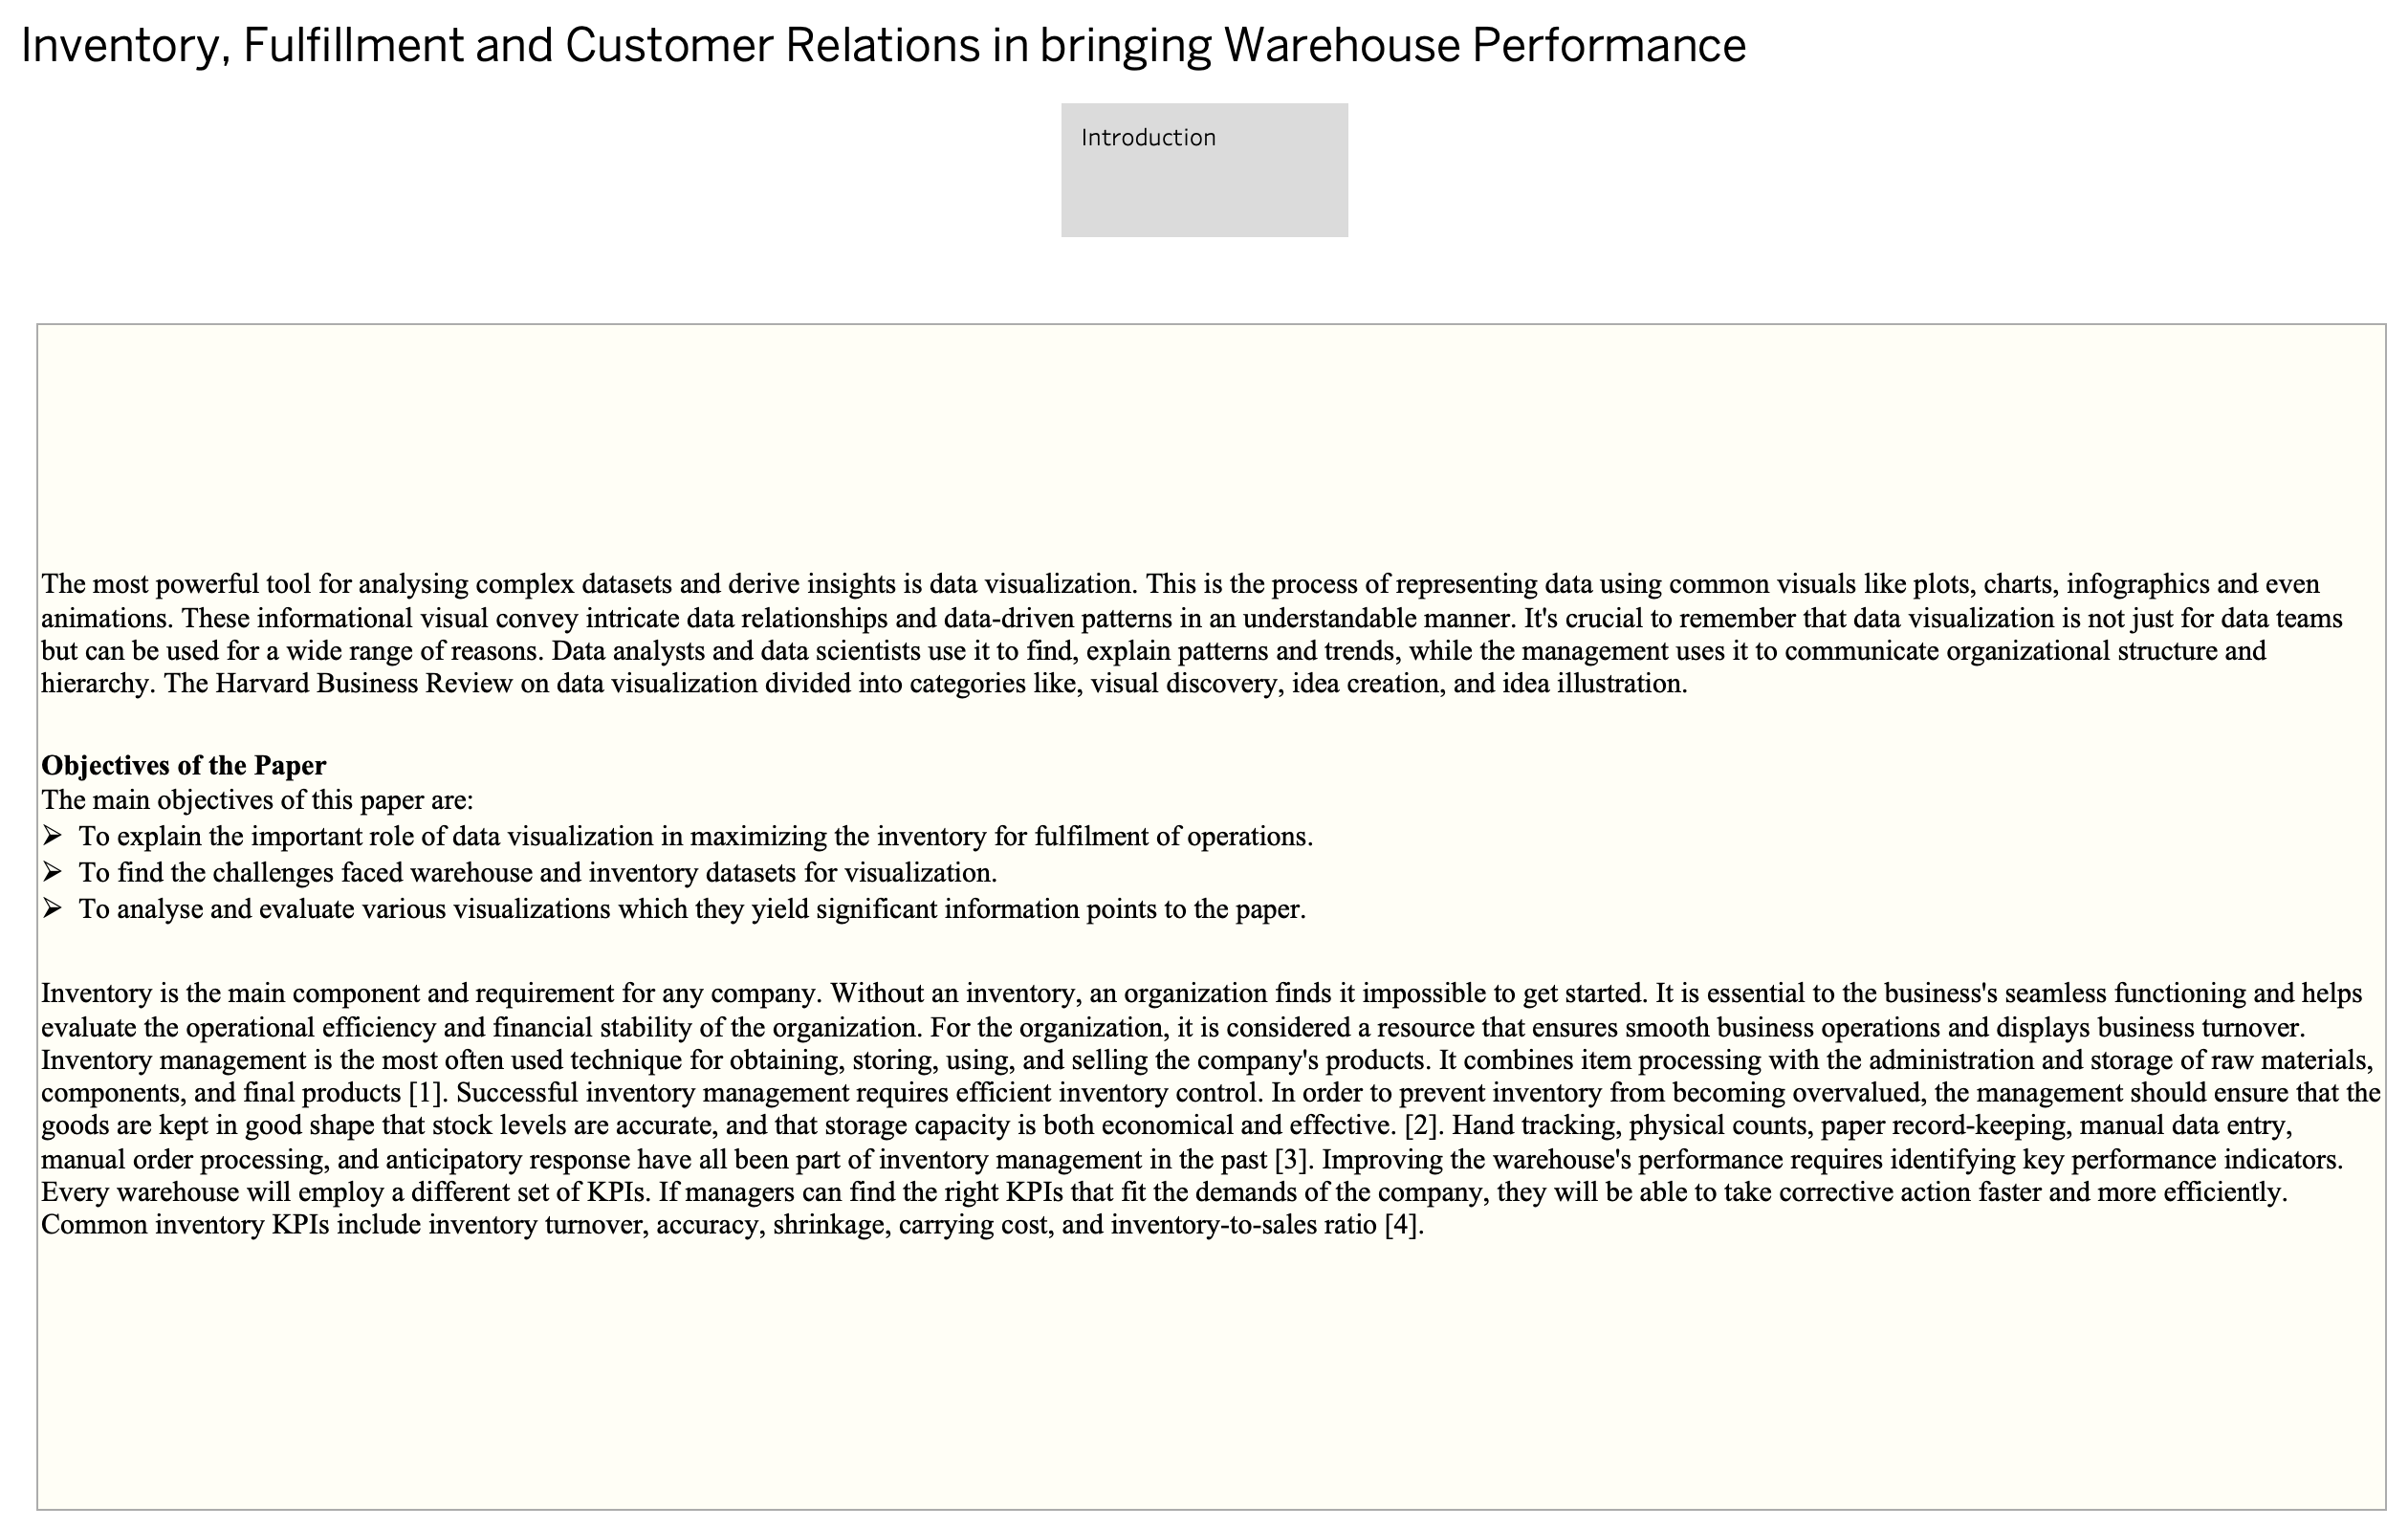 Inventory, Fulfillment and Customer Relations in bringing Warehouse Performance
Introduction
The most powerful tool for analysing complex datasets and derive insights is data visualization. This is the process of representing data using common visuals like plots, charts, infographics and even
animations. These informational visual convey intricate data relationships and data-driven patterns in an understandable manner. It's crucial to remember that data visualization is not just for data teams
but can be used for a wide range of reasons. Data analysts and data scientists use it to find, explain patterns and trends, while the management uses it to communicate organizational structure and
hierarchy. The Harvard Business Review on data visualization divided into categories like, visual discovery, idea creation, and idea illustration.
Objectives of the Paper
The main objectives of this paper are:
➢ To explain the important role of data visualization in maximizing the inventory for fulfilment of operations.
➢ To find the challenges faced warehouse and inventory datasets for visualization.
➢ To analyse and evaluate various visualizations which they yield significant information points to the paper.
Inventory is the main component and requirement for any company. Without an inventory, an organization finds it impossible to get started. It is essential to the business's seamless functioning and helps
evaluate the operational efficiency and financial stability of the organization. For the organization, it is considered a resource that ensures smooth business operations and displays business turnover.
Inventory management is the most often used technique for obtaining, storing, using, and selling the company's products. It combines item processing with the administration and storage of raw materials,
components, and final products [1]. Successful inventory management requires efficient inventory control. In order to prevent inventory from becoming overvalued, the management should ensure that the
goods are kept in good shape that stock levels are accurate, and that storage capacity is both economical and effective. [2]. Hand tracking, physical counts, paper record-keeping, manual data entry,
manual order processing, and anticipatory response have all been part of inventory management in the past [3]. Improving the warehouse's performance requires identifying key performance indicators.
Every warehouse will employ a different set of KPIs. If managers can find the right KPIs that fit the demands of the company, they will be able to take corrective action faster and more efficiently.
Common inventory KPIs include inventory turnover, accuracy, shrinkage, carrying cost, and inventory-to-sales ratio [4].